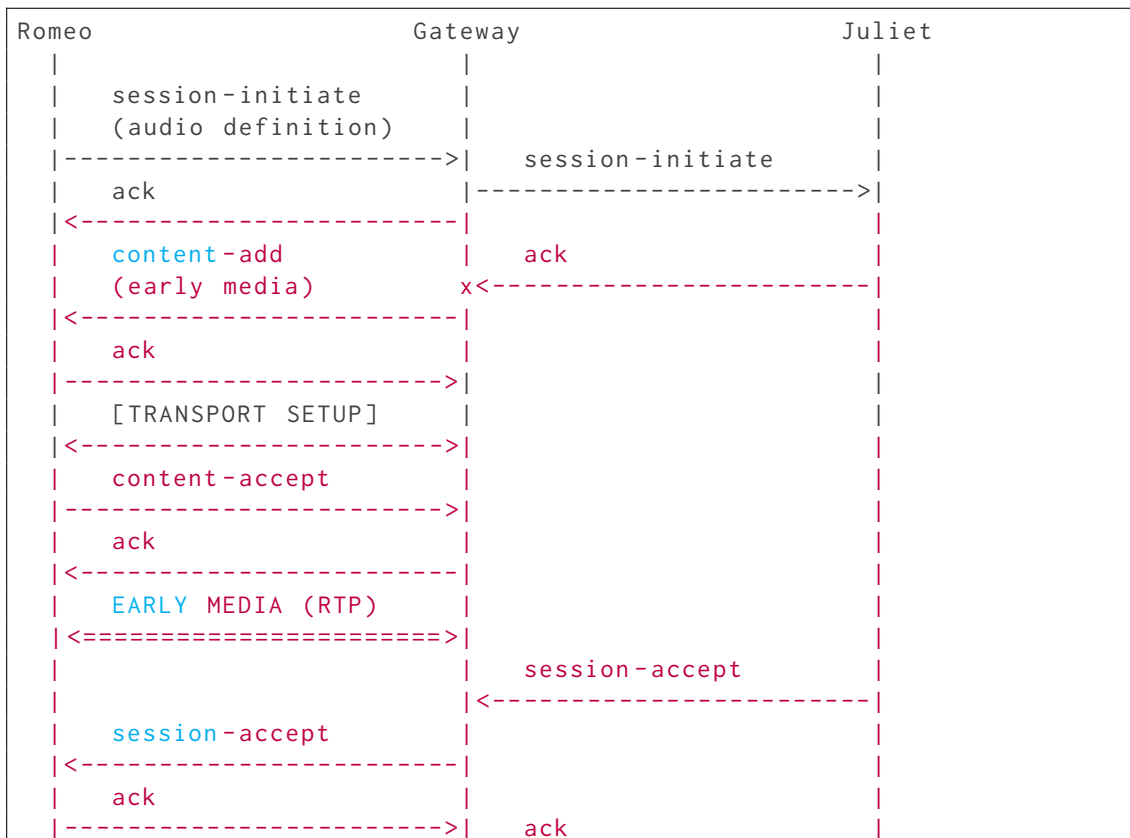 Romeo                    Gateway                    Juliet
  |                          |                          |
  |   session-initiate       |                          |
  |   (audio definition)     |                          |
  |------------------------>|   session-initiate       |
  |   ack                    |------------------------>|
  |<------------------------|                          |
  |   content-add            |   ack                    |
  |   (early media)         x<------------------------|
  |<------------------------|                          |
  |   ack                    |                          |
  |------------------------>|                          |
  |   [TRANSPORT SETUP]      |                          |
  |<----------------------->|                          |
  |   content-accept         |                          |
  |------------------------>|                          |
  |   ack                    |                          |
  |<------------------------|                          |
  |   EARLY MEDIA (RTP)      |                          |
  |<=======================>|                          |
  |                          |   session-accept         |
  |                          |<------------------------|
  |   session-accept         |                          |
  |<------------------------|                          |
  |   ack                    |                          |
  |------------------------>|   ack                    |